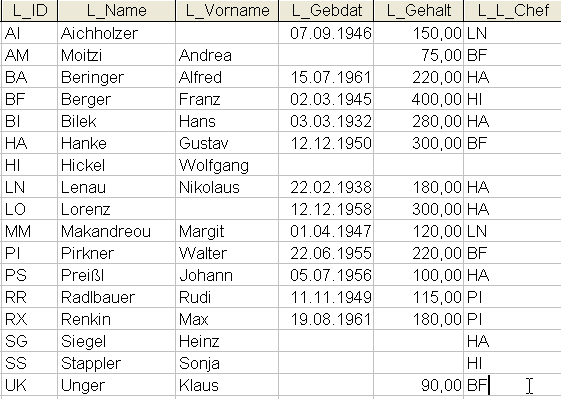 L_ID L_Name L_Vorname L_Gebdat L_Gehalt L_L_Chef
AI Aichholzer 07.09.1946 150,00 LN
AM Moitzi Andrea 75,00 BF
BA Beringer Alfred 15.07.1961 220,00 HA
BF Berger Franz 02.03.1945 400,00 HI
BI Bilek Hans 03.03.1932 280,00 HA
HA Hanke Gustav 12.12.1950 300,00 BF
HI Hickel Wolfgang
LN Lenau Nikolaus 22.02.1938 180,00 HA
LO Lorenz 12.12.1958 300,00 HA
MM Makandreou Margit 01.04.1947 120,00 LN
PI Pirkner Walter 22.06.1955 220,00 BF
PS Preißl Johann 05.07.1956 100,00 HA
RR Radlbauer Rudi 11.11.1949 115,00 PI
RX Renkin Max 19.08.1961 180,00 PI
SG Siegel Heinz HA
SS Stappler Sonja HI
UK Unger Klaus 90,00 BF